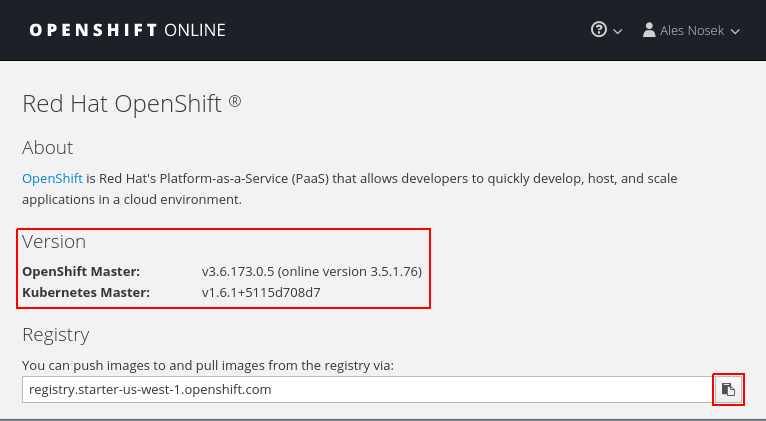 OPENSHIFT ONLINE
Ales Nosek
Red Hat OpenShift ®
About
OpenShift is Red Hat's Platform-as-a-Service (PaaS) that allows developers to quickly develop, host, and scale
applications in a cloud environment.
Version
OpenShift Master: v3.6.173.0.5 (online version 3.5.1.76)
Kubernetes Master: v1.6.1+5115d708d7
Registry
You can push images to and pull images from the registry via:
registry.starter-us-west-1.openshift.com